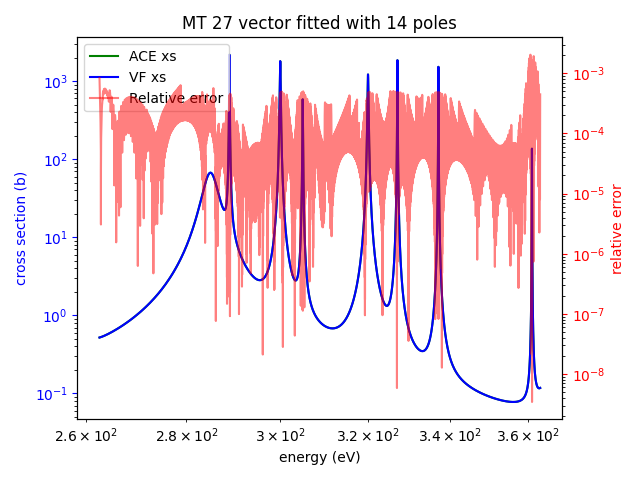 MT 27 vector fitted with 14 poles
ACE xs
VF xs
Relative error
cross section (b)
10³
10²
10¹
10⁰
10⁻¹
relative error
10⁻³
10⁻⁴
10⁻⁵
10⁻⁶
10⁻⁷
10⁻⁸
2.6 × 10² 2.8 × 10² 3 × 10² 3.2 × 10² 3.4 × 10² 3.6 × 10²
energy (eV)